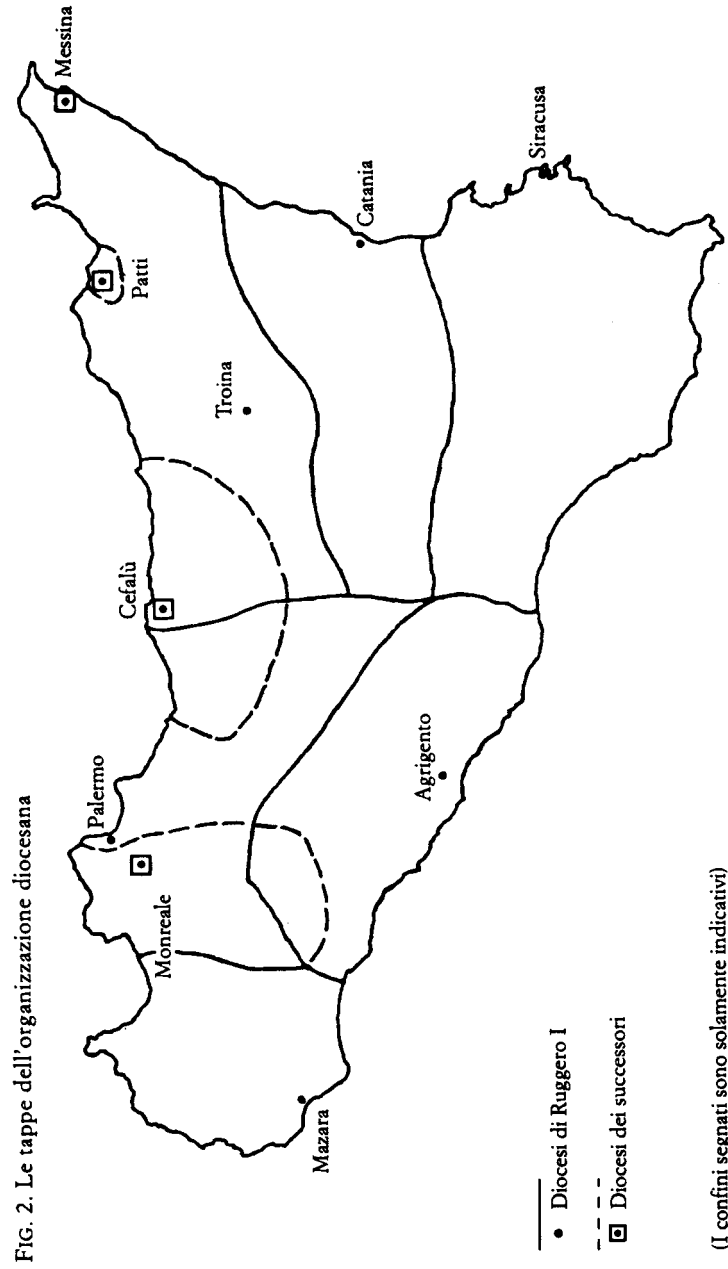 FIG. 2. Le tappe dell'organizzazione diocesana
Messina
Patti
Cefalù
Palermo
Monreale
Troina
Catania
Mazara
Agrigento
Siracusa
Diocesi di Ruggero I
Diocesi dei successori
(I confini segnati sono solamente indicativi)